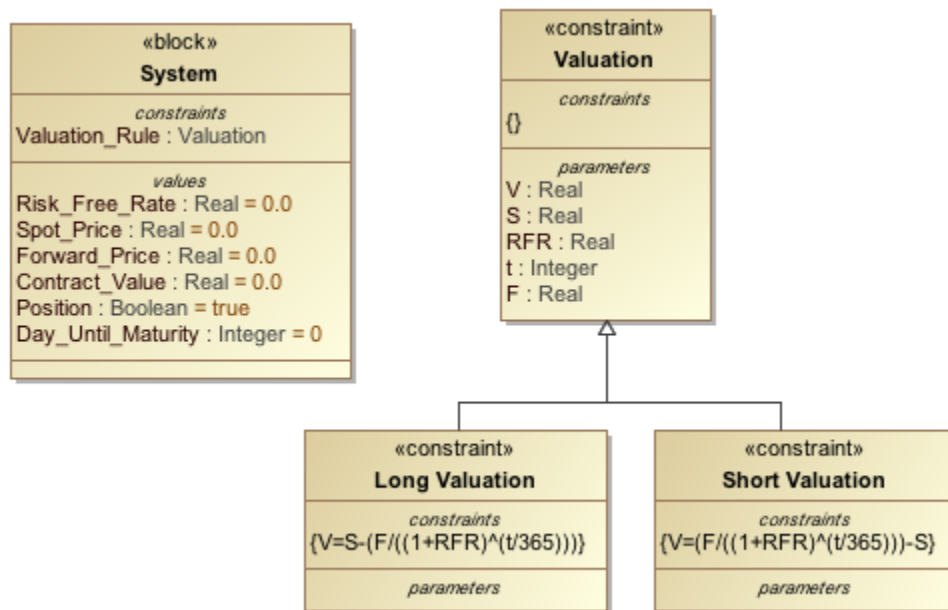 «block»
System
constraints
Valuation_Rule : Valuation
values
Risk_Free_Rate : Real = 0.0
Spot_Price : Real = 0.0
Forward_Price : Real = 0.0
Contract_Value : Real = 0.0
Position : Boolean = true
Day_Until_Maturity : Integer = 0
«constraint»
Valuation
constraints
{}
parameters
V : Real
S : Real
RFR : Real
t : Integer
F : Real
«constraint»
Long Valuation
constraints
{V=S-(F/((1+RFR)^(t/365)))}
parameters
«constraint»
Short Valuation
constraints
{V=(F/((1+RFR)^(t/365)))-S}
parameters